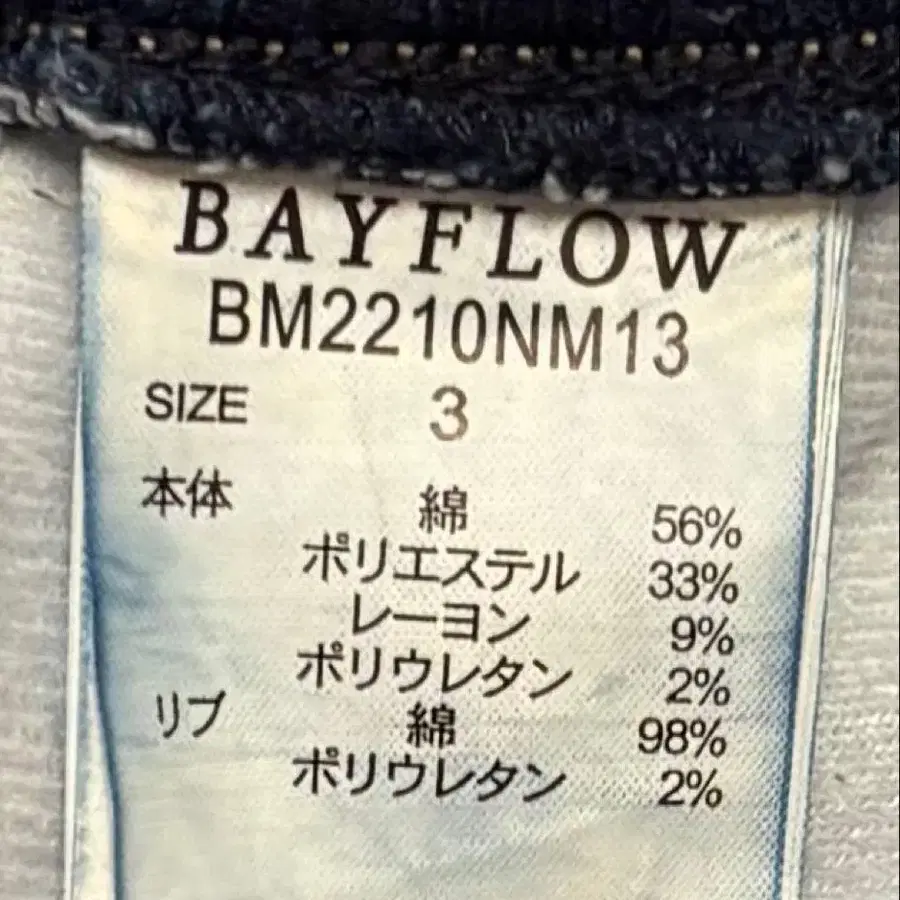 BAYFLOW
BM2210NM13
SIZE 3
本体 綿 56%
ポリエステル 33%
レーヨン 9%
ポリウレタン 2%
リブ 綿 98%
ポリウレタン 2%